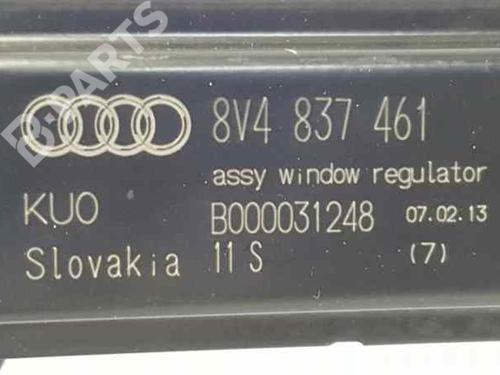 B-PARTS
8V4 837 461
assy window regulator
KUO B000031248 07.02.13
Slovakia 11 S (7)